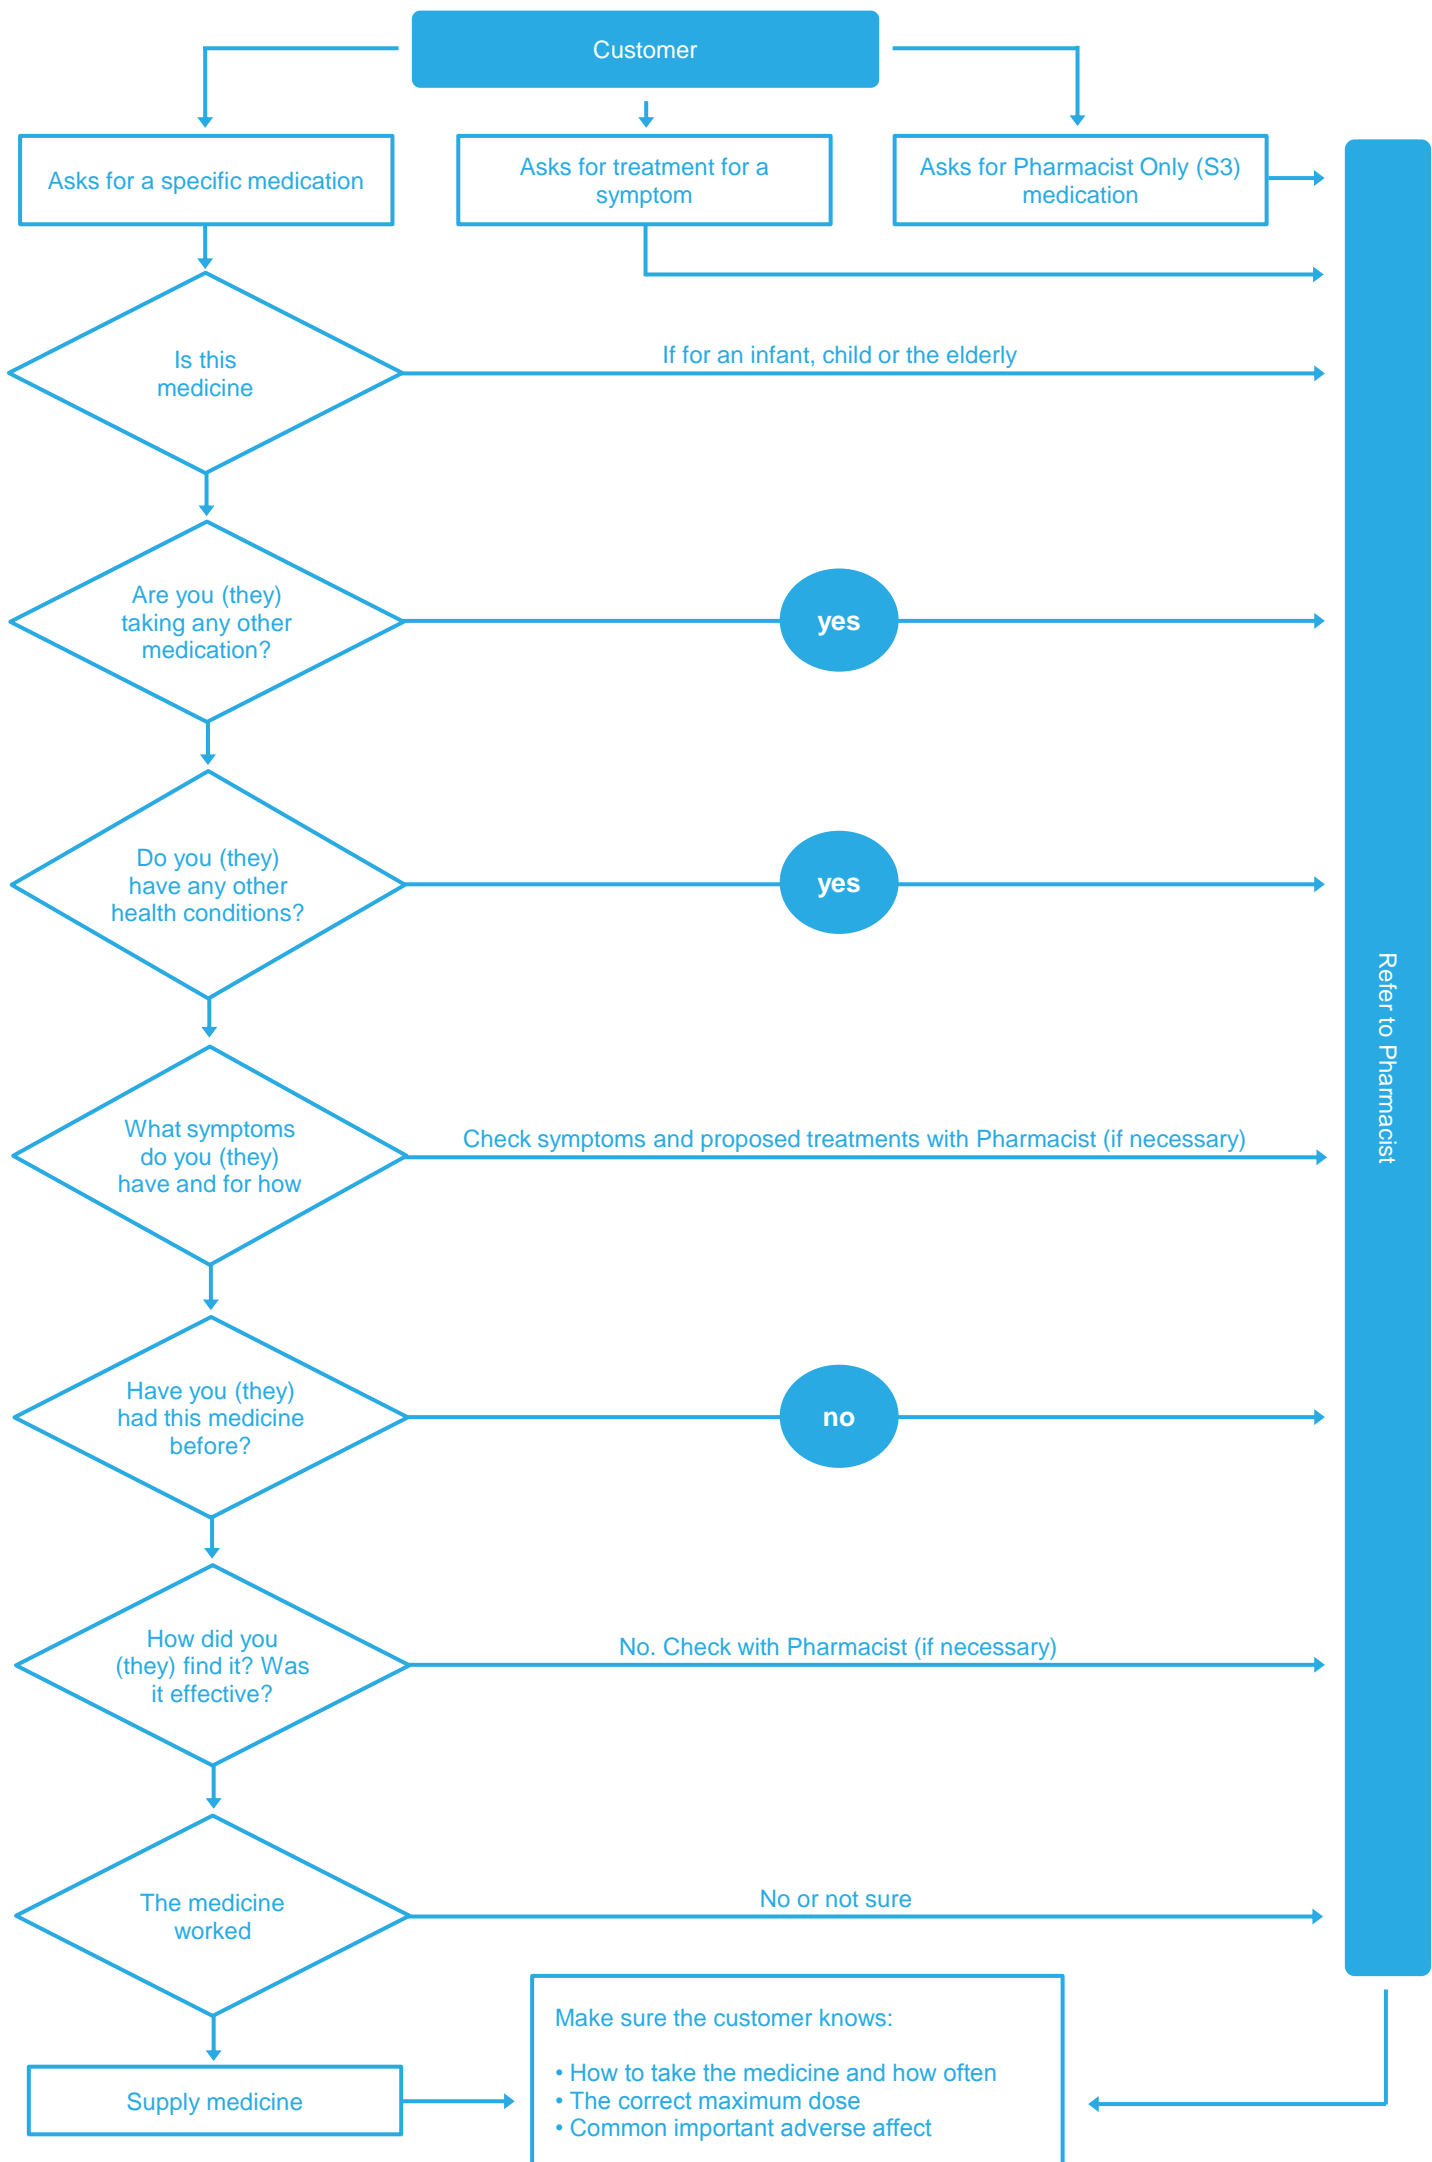 Customer
Asks for a specific medication
Asks for treatment for a
symptom
Asks for Pharmacist Only (S3)
medication
Is this
medicine
If for an infant, child or the elderly
Are you (they)
taking any other
medication?
yes
Do you (they)
have any other
health conditions?
yes
Refer to Pharmacist
What symptoms
do you (they)
have and for how
Check symptoms and proposed treatments with Pharmacist (if necessary)
Have you (they)
had this medicine
before?
no
How did you
(they) find it? Was
it effective?
No. Check with Pharmacist (if necessary)
The medicine
worked
No or not sure
Supply medicine
Make sure the customer knows:
• How to take the medicine and how often
• The correct maximum dose
• Common important adverse affect